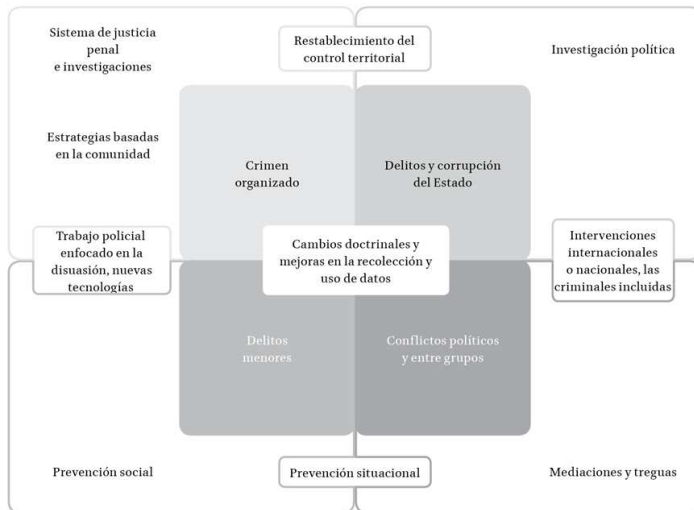 Sistema de justicia
penal
e investigaciones
Restablecimiento del
control territorial
Investigación política
Estrategias basadas
en la comunidad
Crimen
organizado
Delitos y corrupción
del Estado
Trabajo policial
enfocado en la
disuasión, nuevas
tecnologías
Cambios doctrinales y
mejoras en la recolección y
uso de datos
Intervenciones
internacionales
o nacionales, las
criminales incluidas
Delitos
menores
Conflictos políticos
y entre grupos
Prevención social
Prevención situacional
Mediaciones y treguas